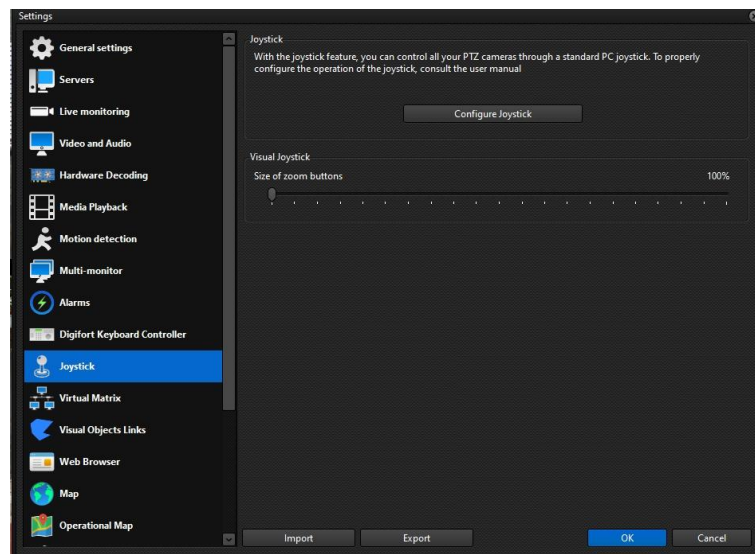 Settings
General settings
Servers
Live monitoring
Video and Audio
Hardware Decoding
Media Playback
Motion detection
Multi-monitor
Alarms
Digifort Keyboard Controller
Joystick
Virtual Matrix
Visual Objects Links
Web Browser
Map
Operational Map
Joystick
With the joystick feature, you can control all your PTZ cameras through a standard PC joystick. To properly
configure the operation of the joystick, consult the user manual
Configure Joystick
Visual Joystick
Size of zoom buttons 100%
Import Export OK Cancel